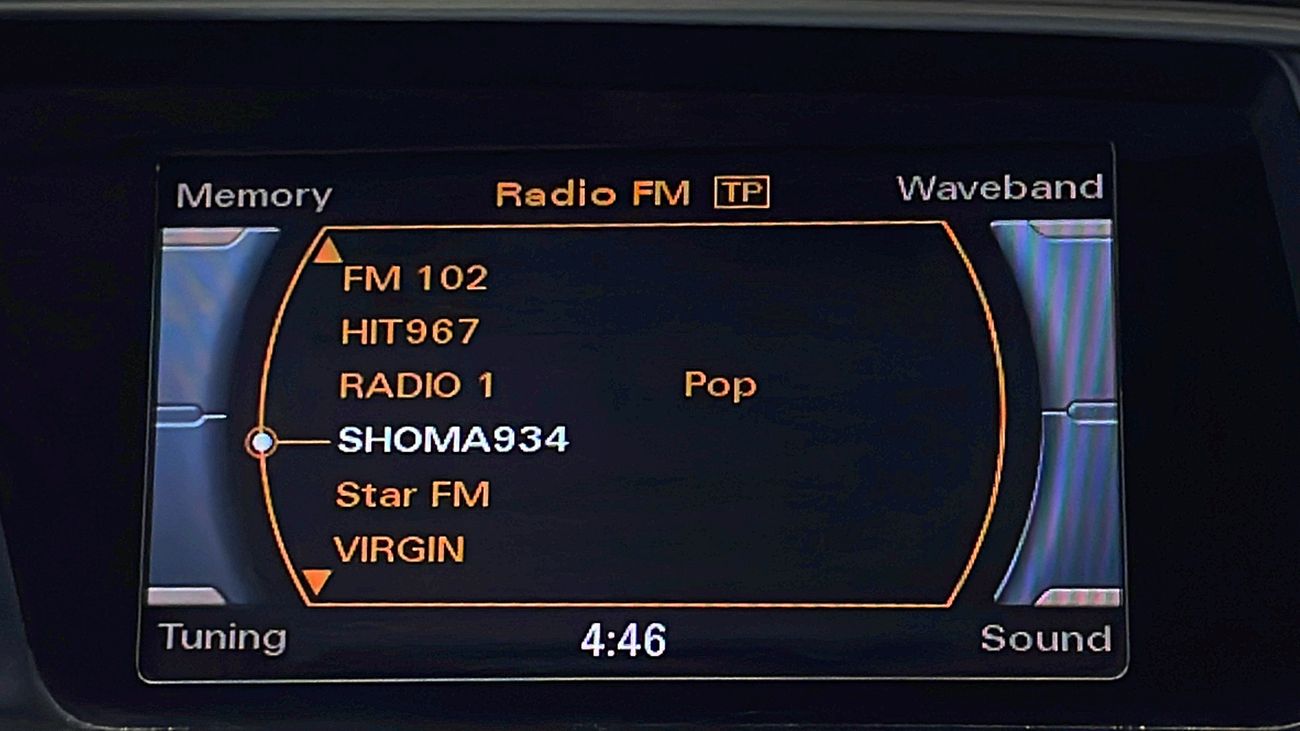 Memory Radio FM TP Waveband
FM 102
HIT967
RADIO 1 Pop
SHOMA934
Star FM
VIRGIN
Tuning 4:46 Sound